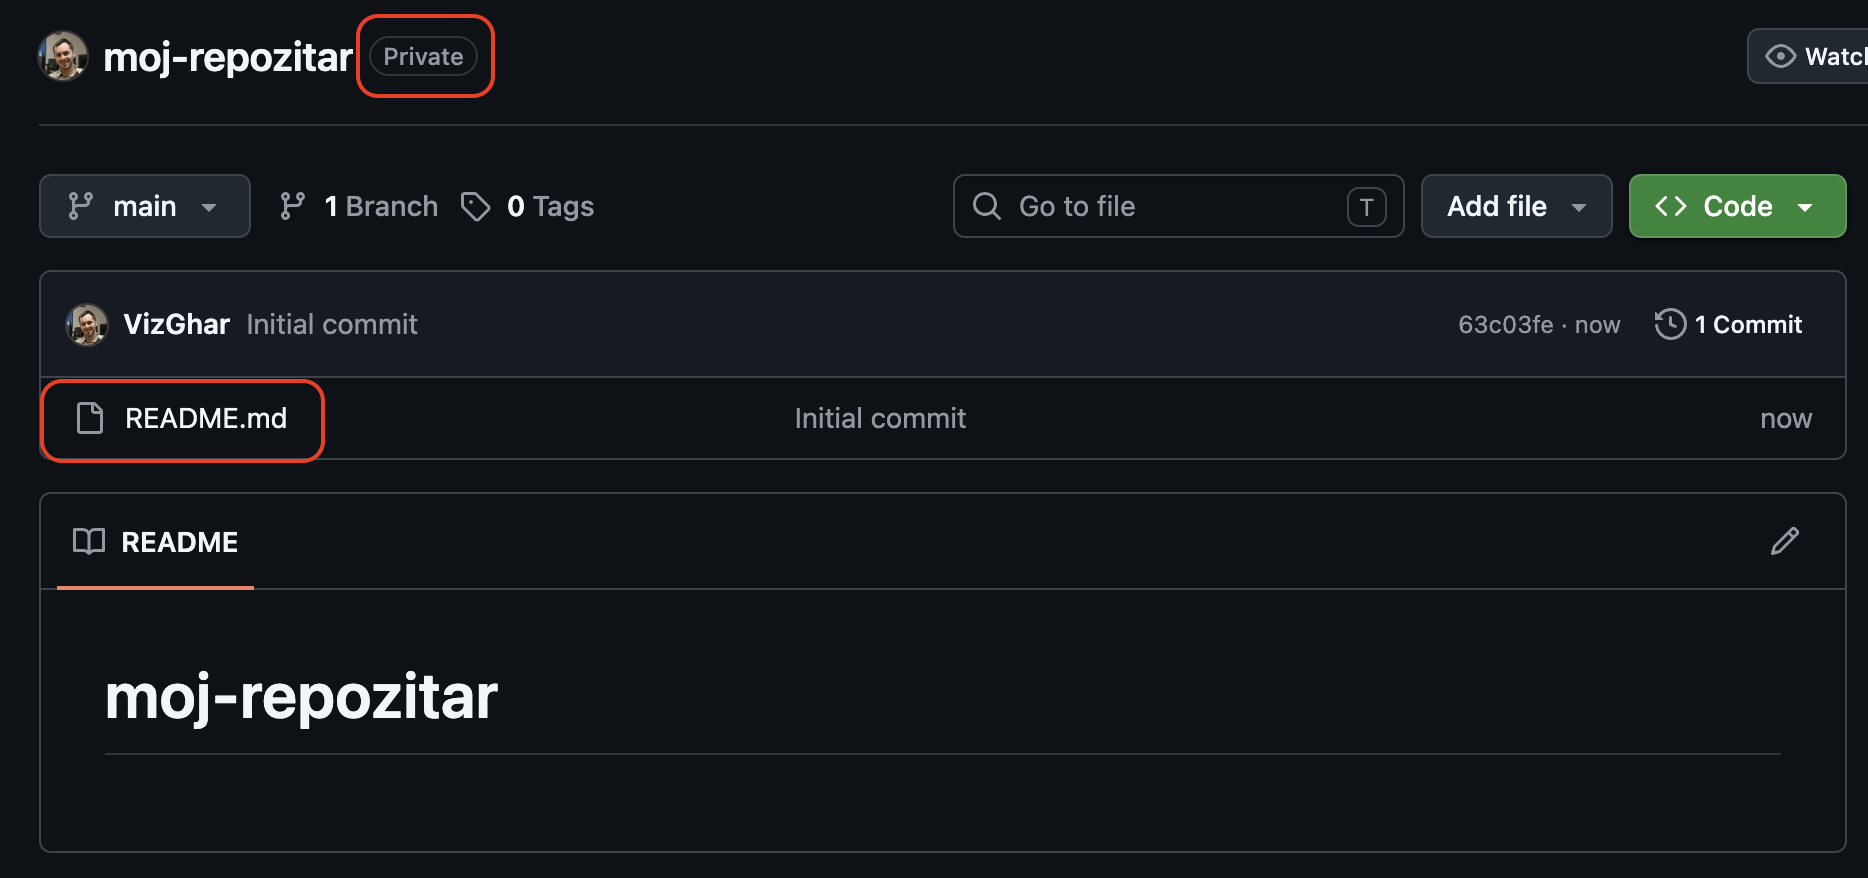 moj-repozitar Private
main 1 Branch 0 Tags Go to file T Add file Code
VizGhar Initial commit 63c03fe · now 1 Commit
README.md Initial commit now
README
moj-repozitar